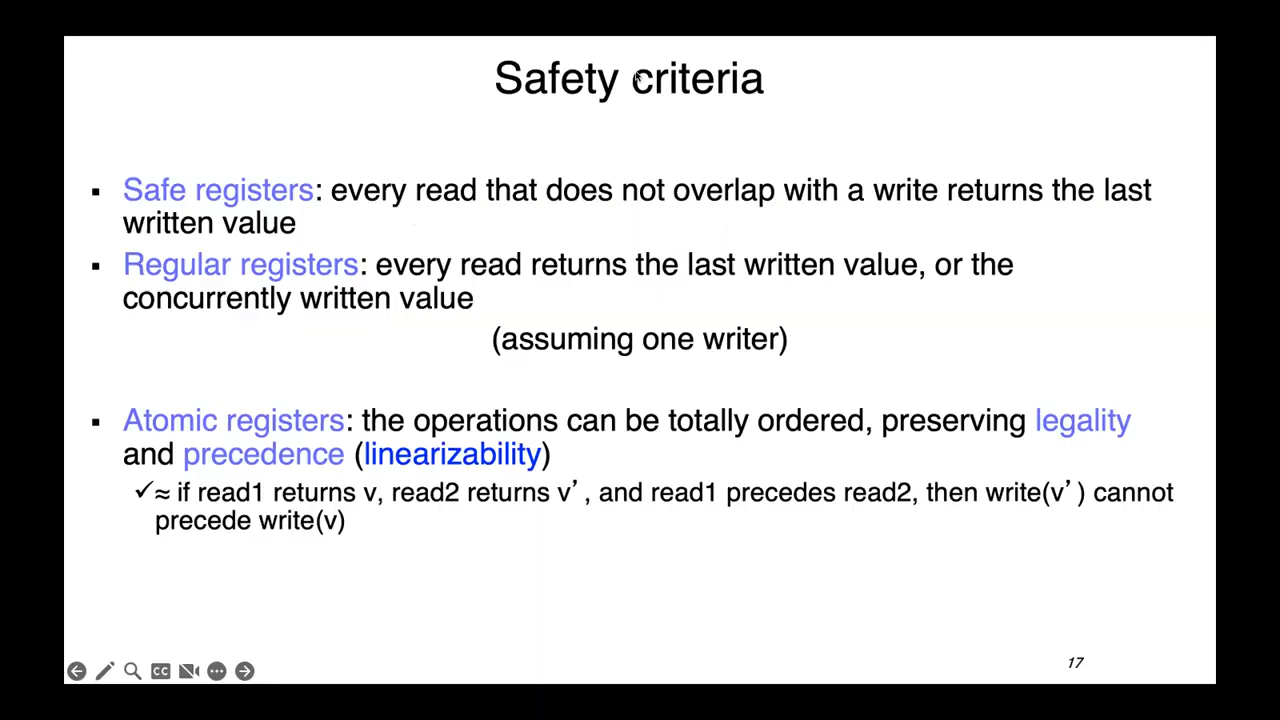 Safety criteria
▪ Safe registers: every read that does not overlap with a write returns the last
written value
▪ Regular registers: every read returns the last written value, or the
concurrently written value
(assuming one writer)
▪ Atomic registers: the operations can be totally ordered, preserving legality
and precedence (linearizability)
✓≈ if read1 returns v, read2 returns v’, and read1 precedes read2, then write(v’) cannot
precede write(v)
17
CC